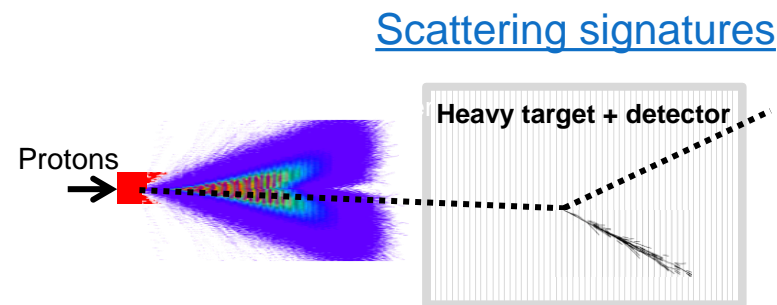 Scattering signatures
Heavy target + detector
Protons